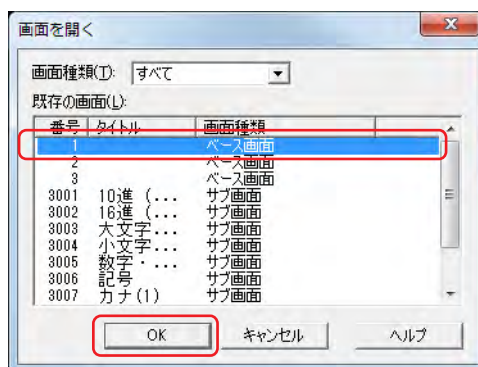 画面を開く
画面種類(T): すべて
既存の画面(L):
番号 タイトル 画面種類
1 ベース画面
2 ベース画面
3 ベース画面
3001 10進 (... サブ画面
3002 16進 (... サブ画面
3003 大文字... サブ画面
3004 小文字... サブ画面
3005 数字・... サブ画面
3006 記号 サブ画面
3007 カナ(1) サブ画面
OK キャンセル ヘルプ